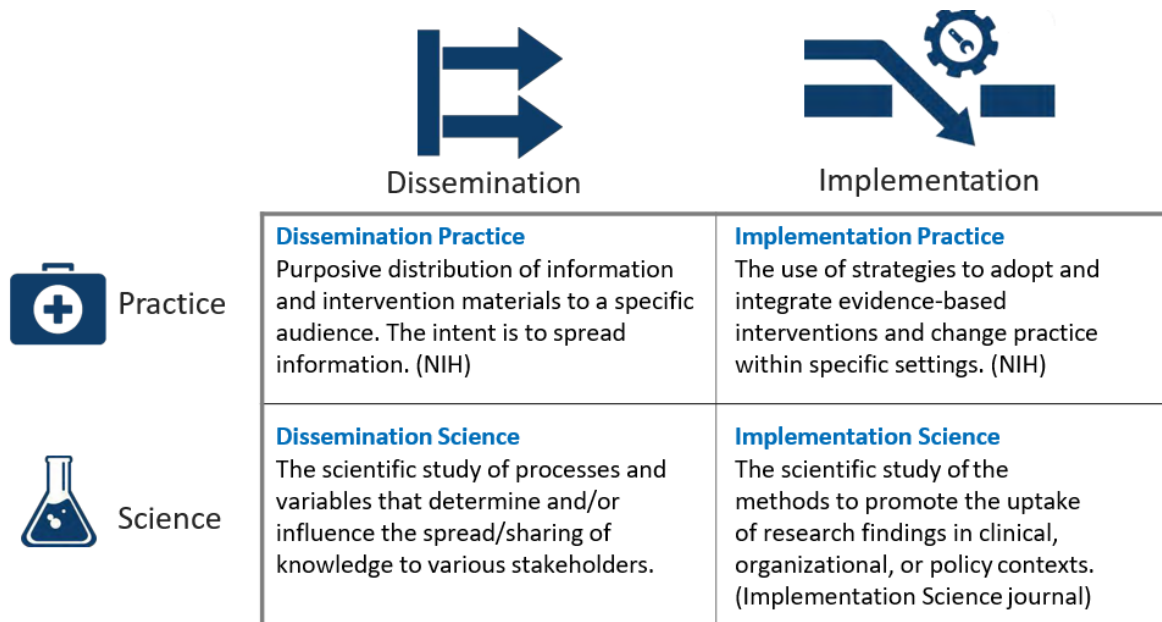 Dissemination
Implementation
Practice
Dissemination Practice
Purposive distribution of information
and intervention materials to a specific
audience. The intent is to spread
information. (NIH)
Implementation Practice
The use of strategies to adopt and
integrate evidence-based
interventions and change practice
within specific settings. (NIH)
Science
Dissemination Science
The scientific study of processes and
variables that determine and/or
influence the spread/sharing of
knowledge to various stakeholders.
Implementation Science
The scientific study of the
methods to promote the uptake
of research findings in clinical,
organizational, or policy contexts.
(Implementation Science journal)